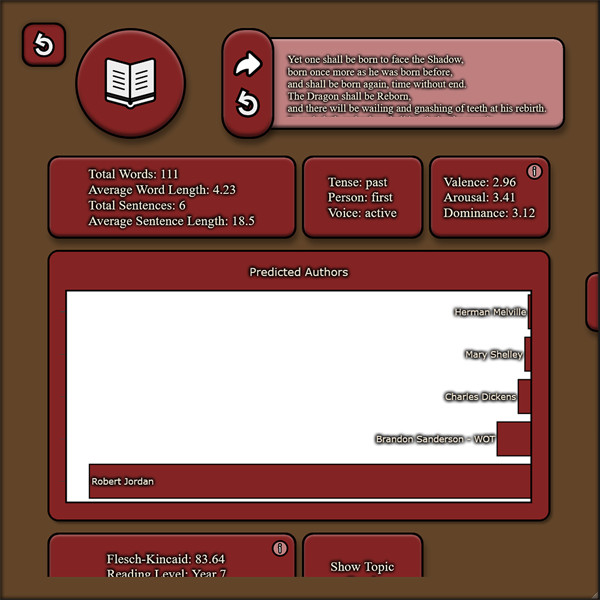 Yet one shall be born to face the Shadow,
born once more as he was born before,
and shall be born again, time without end.
The Dragon shall be Reborn,
and there will be wailing and gnashing of teeth at his rebirth.
Total Words: 111
Average Word Length: 4.23
Total Sentences: 6
Average Sentence Length: 18.5
Tense: past
Person: first
Voice: active
Valence: 2.96
Arousal: 3.41
Dominance: 3.12
Predicted Authors
Herman Melville
Mary Shelley
Charles Dickens
Brandon Sanderson - WOT
Robert Jordan
Flesch-Kincaid: 83.64
Reading Level: Year 7
Show Topic